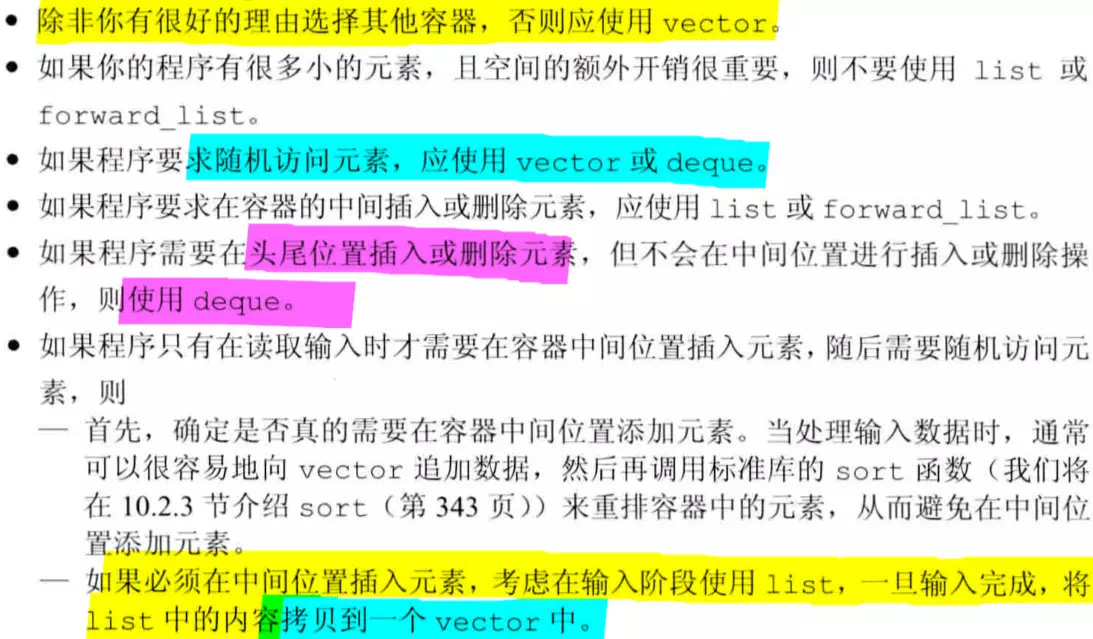 • 除非你有很好的理由选择其他容器，否则应使用 vector。
• 如果你的程序有很多小的元素，且空间的额外开销很重要，则不要使用 list 或
forward_list。
• 如果程序要求随机访问元素，应使用 vector 或 deque。
• 如果程序要求在容器的中间插入或删除元素，应使用 list 或 forward_list。
• 如果程序需要在头尾位置插入或删除元素，但不会在中间位置进行插入或删除操
作，则使用 deque。
• 如果程序只有在读取输入时才需要在容器中间位置插入元素，随后需要随机访问元
素，则
— 首先，确定是否真的需要在容器中间位置添加元素。当处理输入数据时，通常
可以很容易地向 vector 追加数据，然后再调用标准库的 sort 函数（我们将
在 10.2.3 节介绍 sort（第 343 页））来重排容器中的元素，从而避免在中间位
置添加元素。
— 如果必须在中间位置插入元素，考虑在输入阶段使用 list，一旦输入完成，将
list 中的内容拷贝到一个 vector 中。